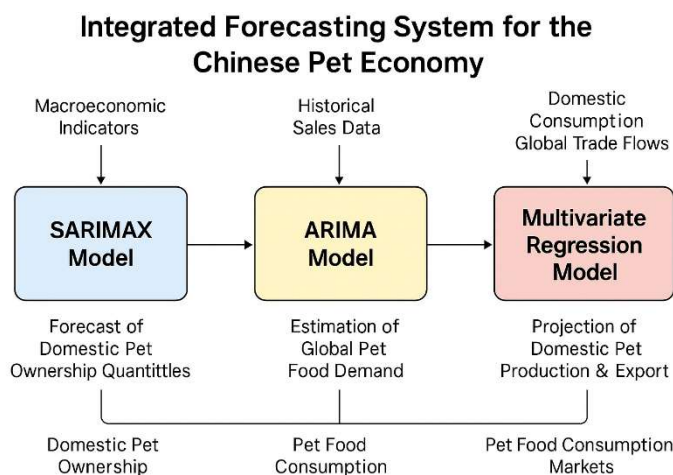 Integrated Forecasting System for the
Chinese Pet Economy
Macroeconomic
Indicators
Historical
Sales Data
Domestic
Consumption
Global Trade Flows
SARIMAX
Model
ARIMA
Model
Multivariate
Regression
Model
Forecast of
Domestic Pet
Ownership Quantittles
Estimation of
Global Pet
Food Demand
Projection of
Domestic Pet
Production & Export
Domestic Pet
Ownership
Pet Food
Consumption
Pet Food Consumption
Markets